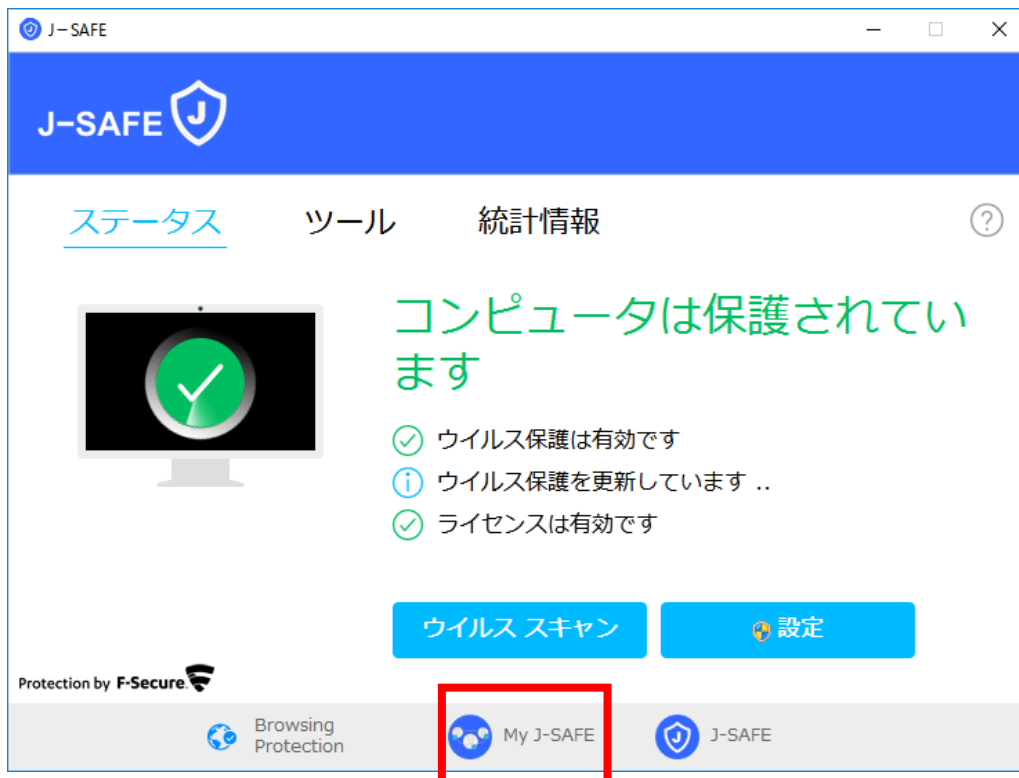 J-SAFE
J-SAFE J
ステータス ツール 統計情報 ?
コンピュータは保護されてい
ます
ウイルス保護は有効です
ウイルス保護を更新しています ..
ライセンスは有効です
ウイルス スキャン 設定
Protection by F-Secure.
Browsing
Protection
My J-SAFE
J-SAFE